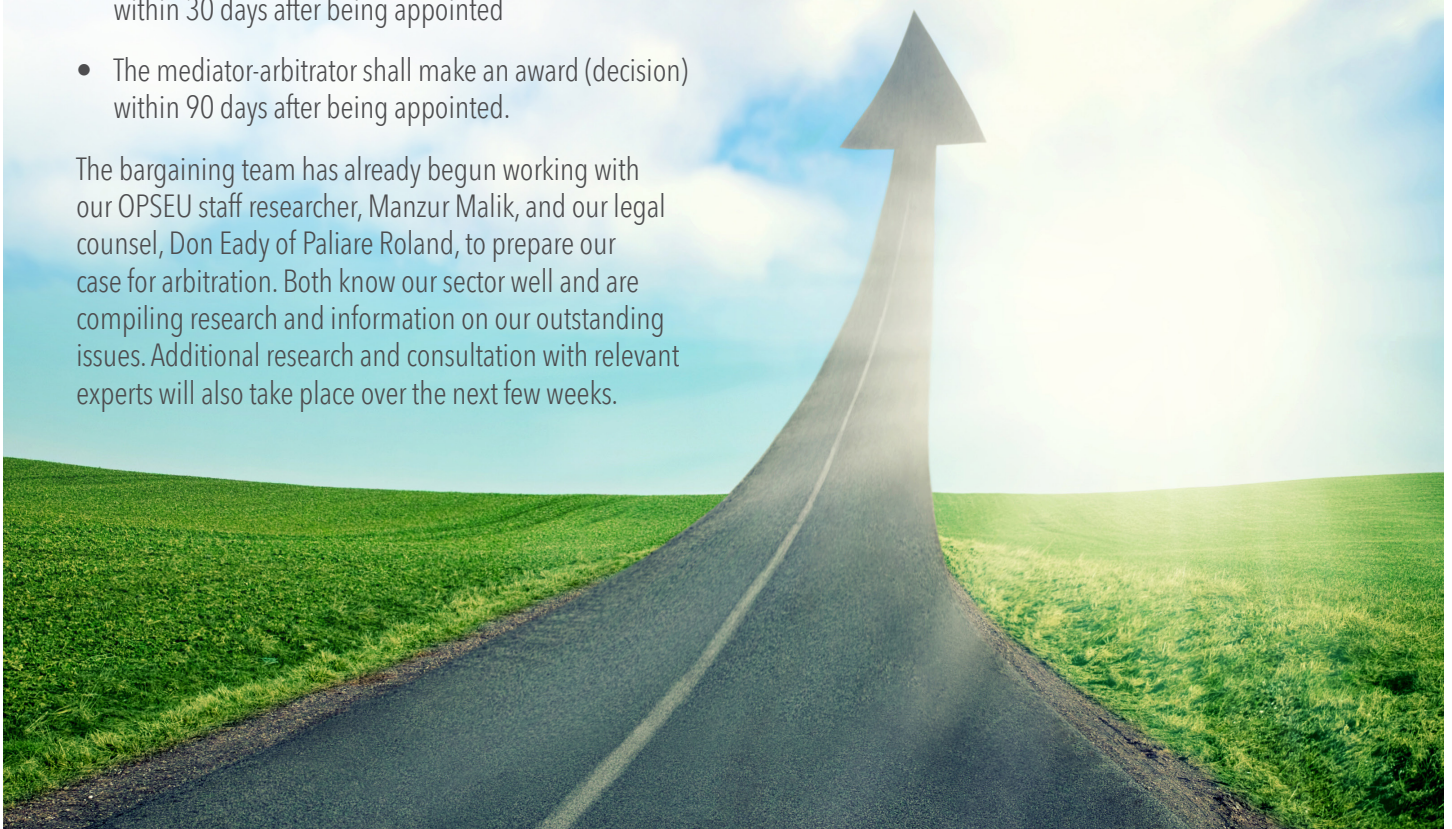 within 30 days after being appointed
• The mediator-arbitrator shall make an award (decision)
within 90 days after being appointed.
The bargaining team has already begun working with
our OPSEU staff researcher, Manzur Malik, and our legal
counsel, Don Eady of Paliare Roland, to prepare our
case for arbitration. Both know our sector well and are
compiling research and information on our outstanding
issues. Additional research and consultation with relevant
experts will also take place over the next few weeks.